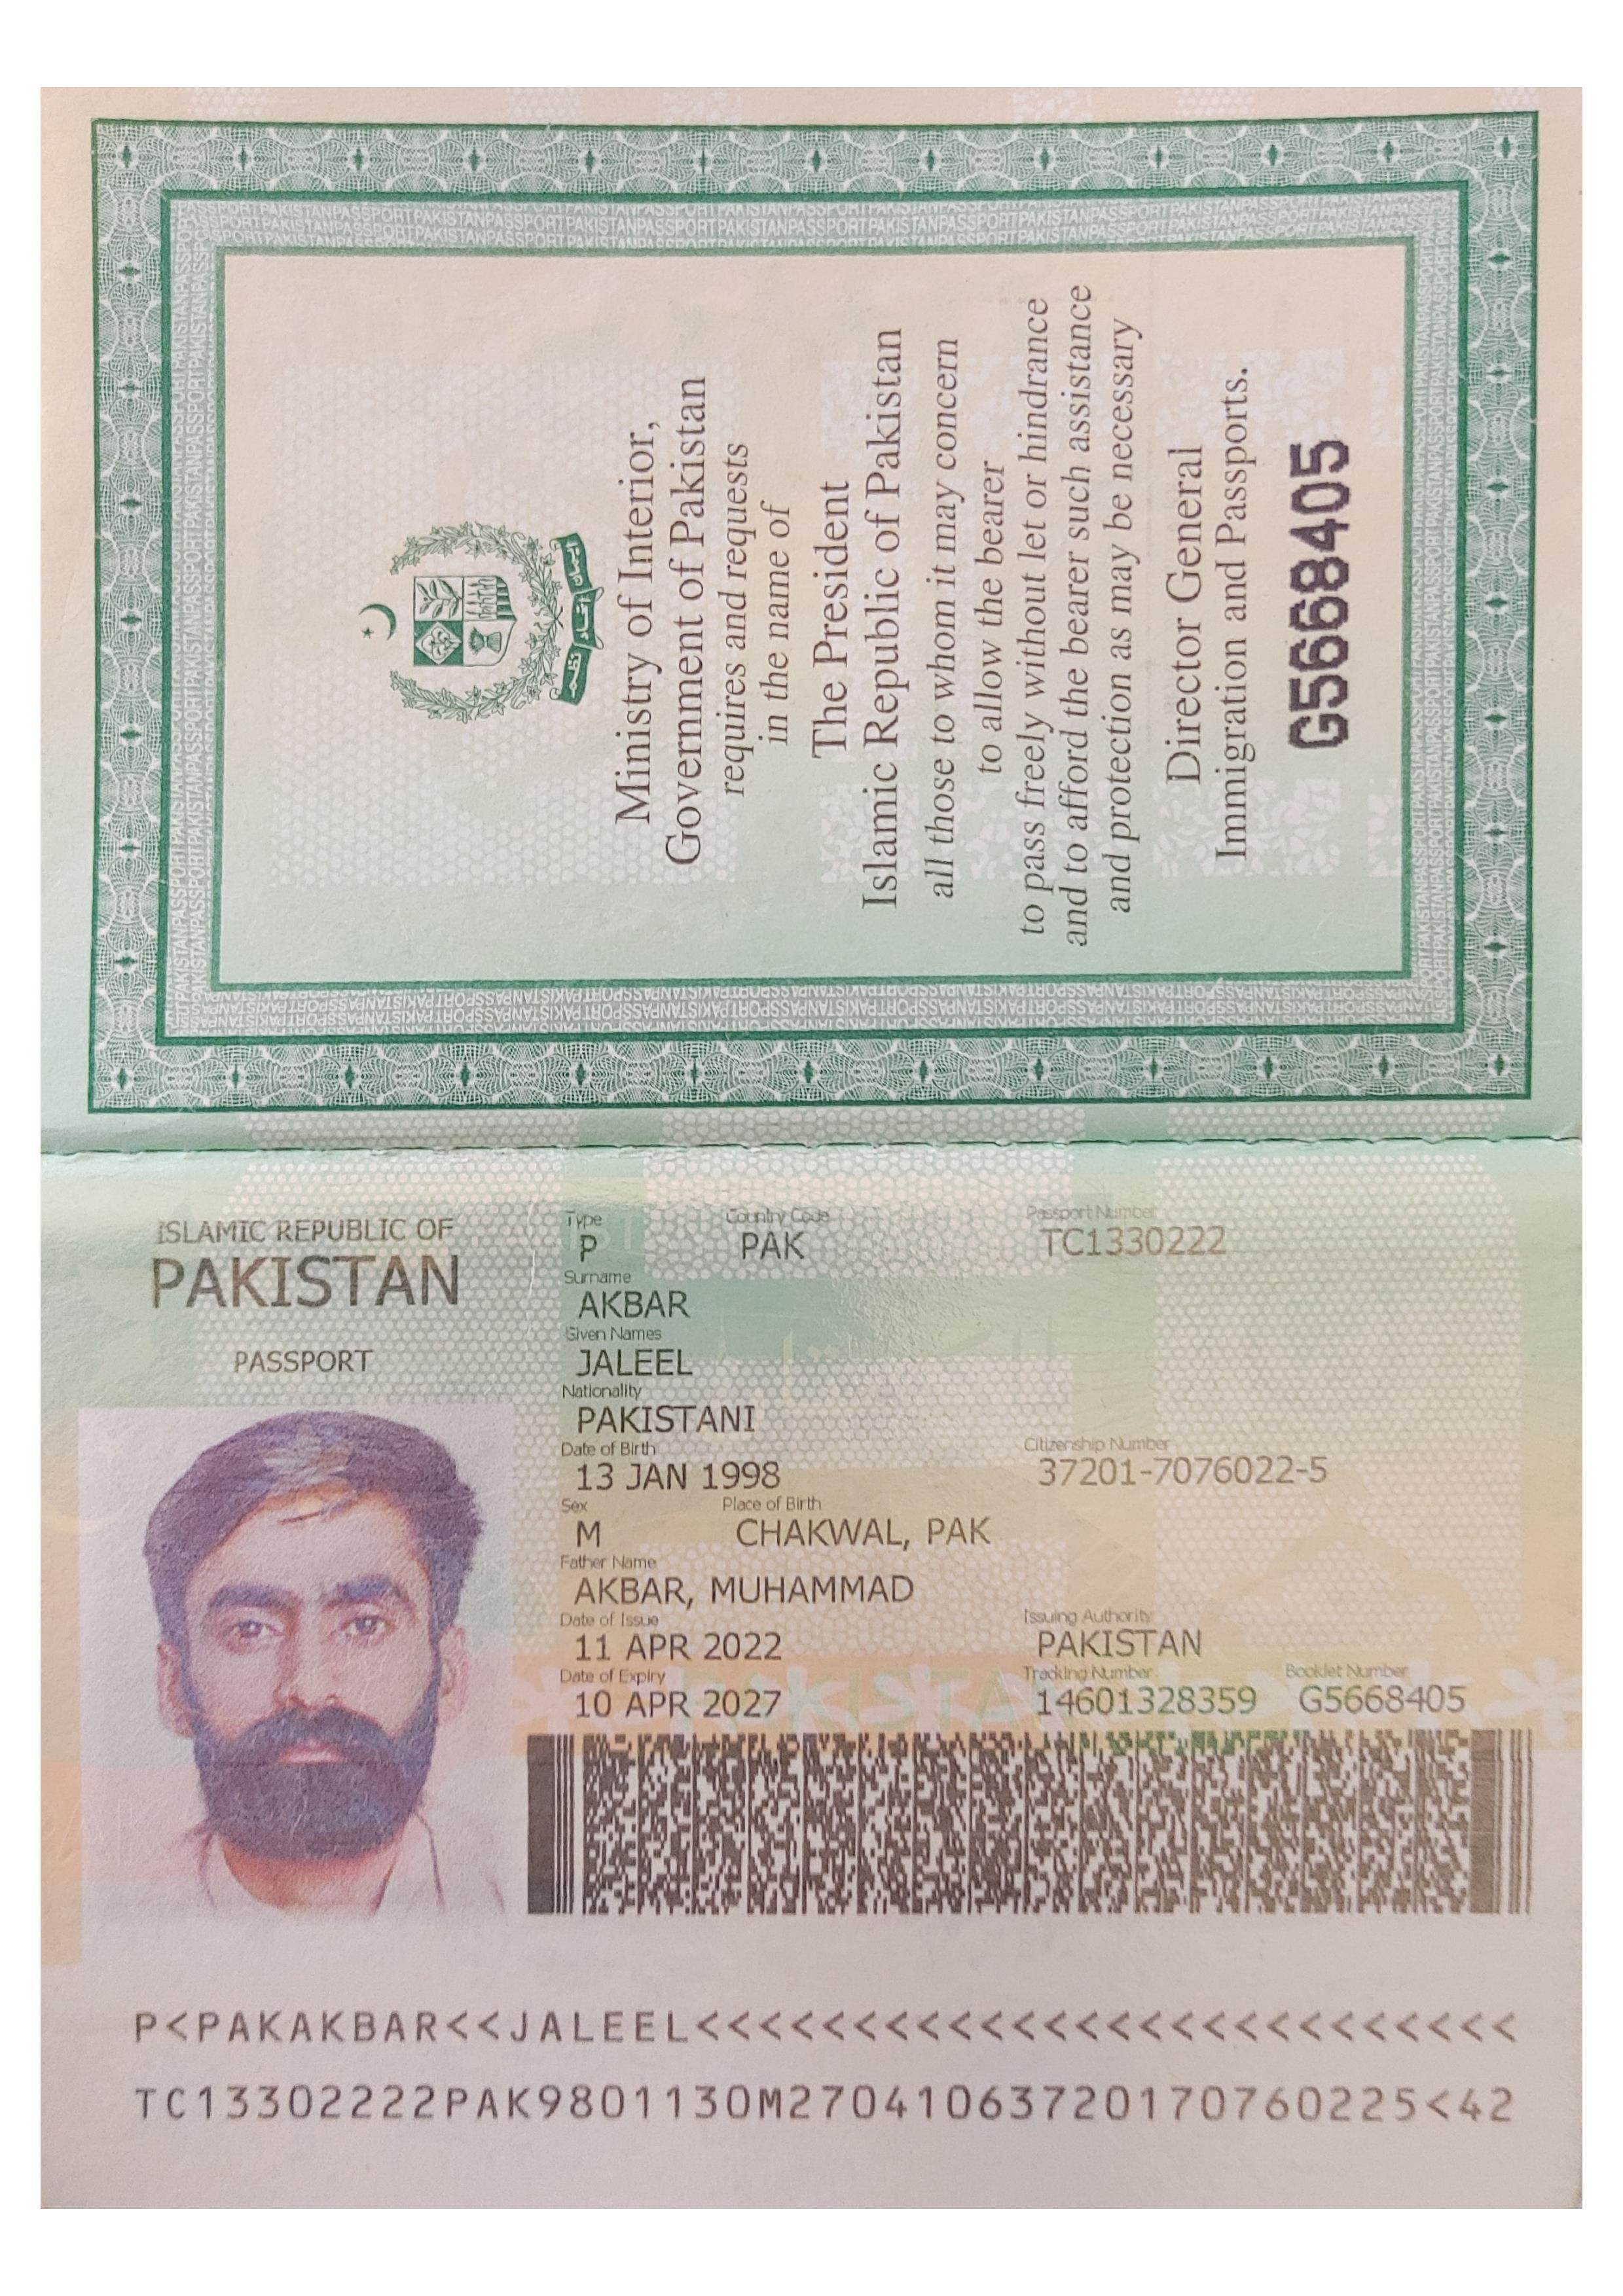 Ministry of Interior,
Government of Pakistan
requires and requests
in the name of
The President
Islamic Republic of Pakistan
all those to whom it may concern
to allow the bearer
to pass freely without let or hindrance
and to afford the bearer such assistance
and protection as may be necessary
Director General
Immigration and Passports.
G5668405
ISLAMIC REPUBLIC OF
PAKISTAN
PASSPORT
Type Country Code Passport Number
P PAK TC1330222
Surname
AKBAR
Given Names
JALEEL
Nationality
PAKISTANI
Date of Birth Citizenship Number
13 JAN 1998 37201-7076022-5
Sex Place of Birth
M CHAKWAL, PAK
Father Name
AKBAR, MUHAMMAD
Date of Issue Issuing Authority
11 APR 2022 PAKISTAN
Date of Expiry Tracking Number Booklet Number
10 APR 2027 14601328359 G5668405
P<PAKAKBAR<<JALEEL<<<<<<<<<<<<<<<<<<<<<<<<<<
TC13302222PAK9801130M2704106372017076022​5<42